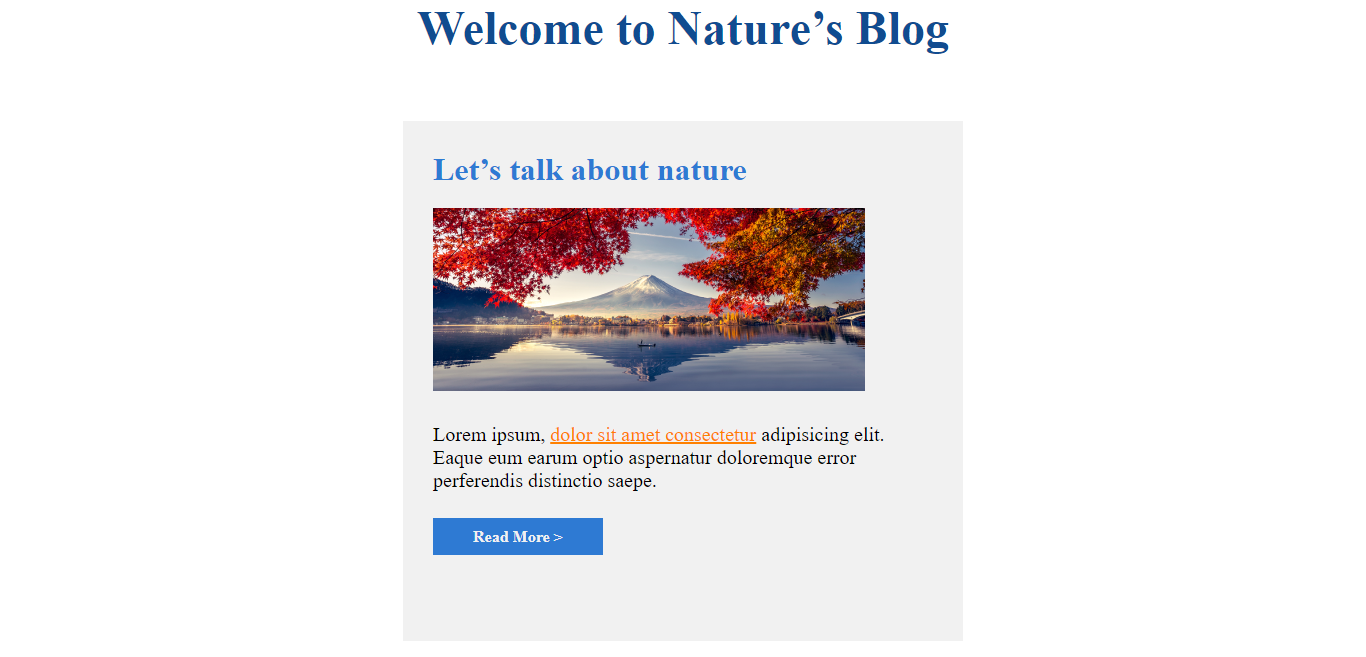 Welcome to Nature’s Blog
Let’s talk about nature
Lorem ipsum, dolor sit amet consectetur adipisicing elit.
Eaque eum earum optio aspernatur doloremque error
perferendis distinctio saepe.
Read More >